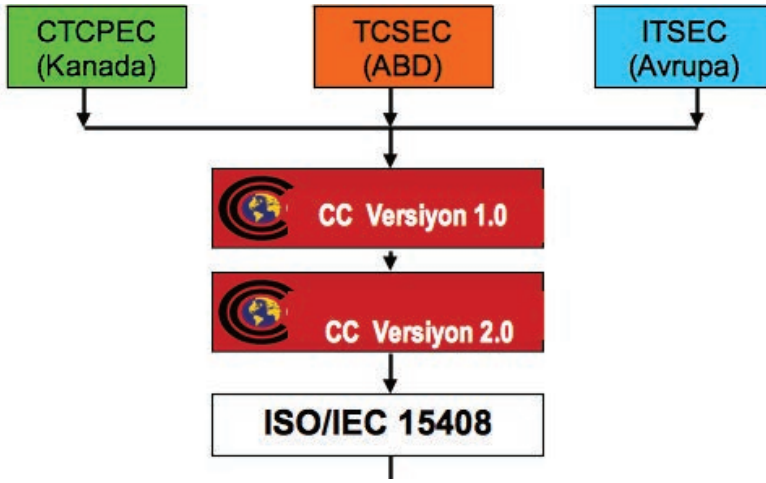 CTCPEC
(Kanada)
TCSEC
(ABD)
ITSEC
(Avrupa)
CC Versiyon 1.0
CC Versiyon 2.0
ISO/IEC 15408